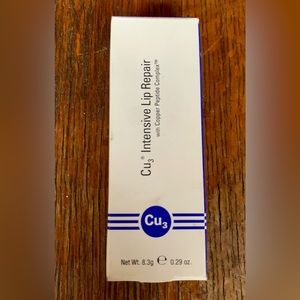 Cu₃® Intensive Lip Repair
with Copper Peptide Complex™
Cu₃
Net Wt. 8.3g ℮ 0.29 oz.